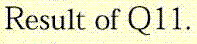 Result of Q11.